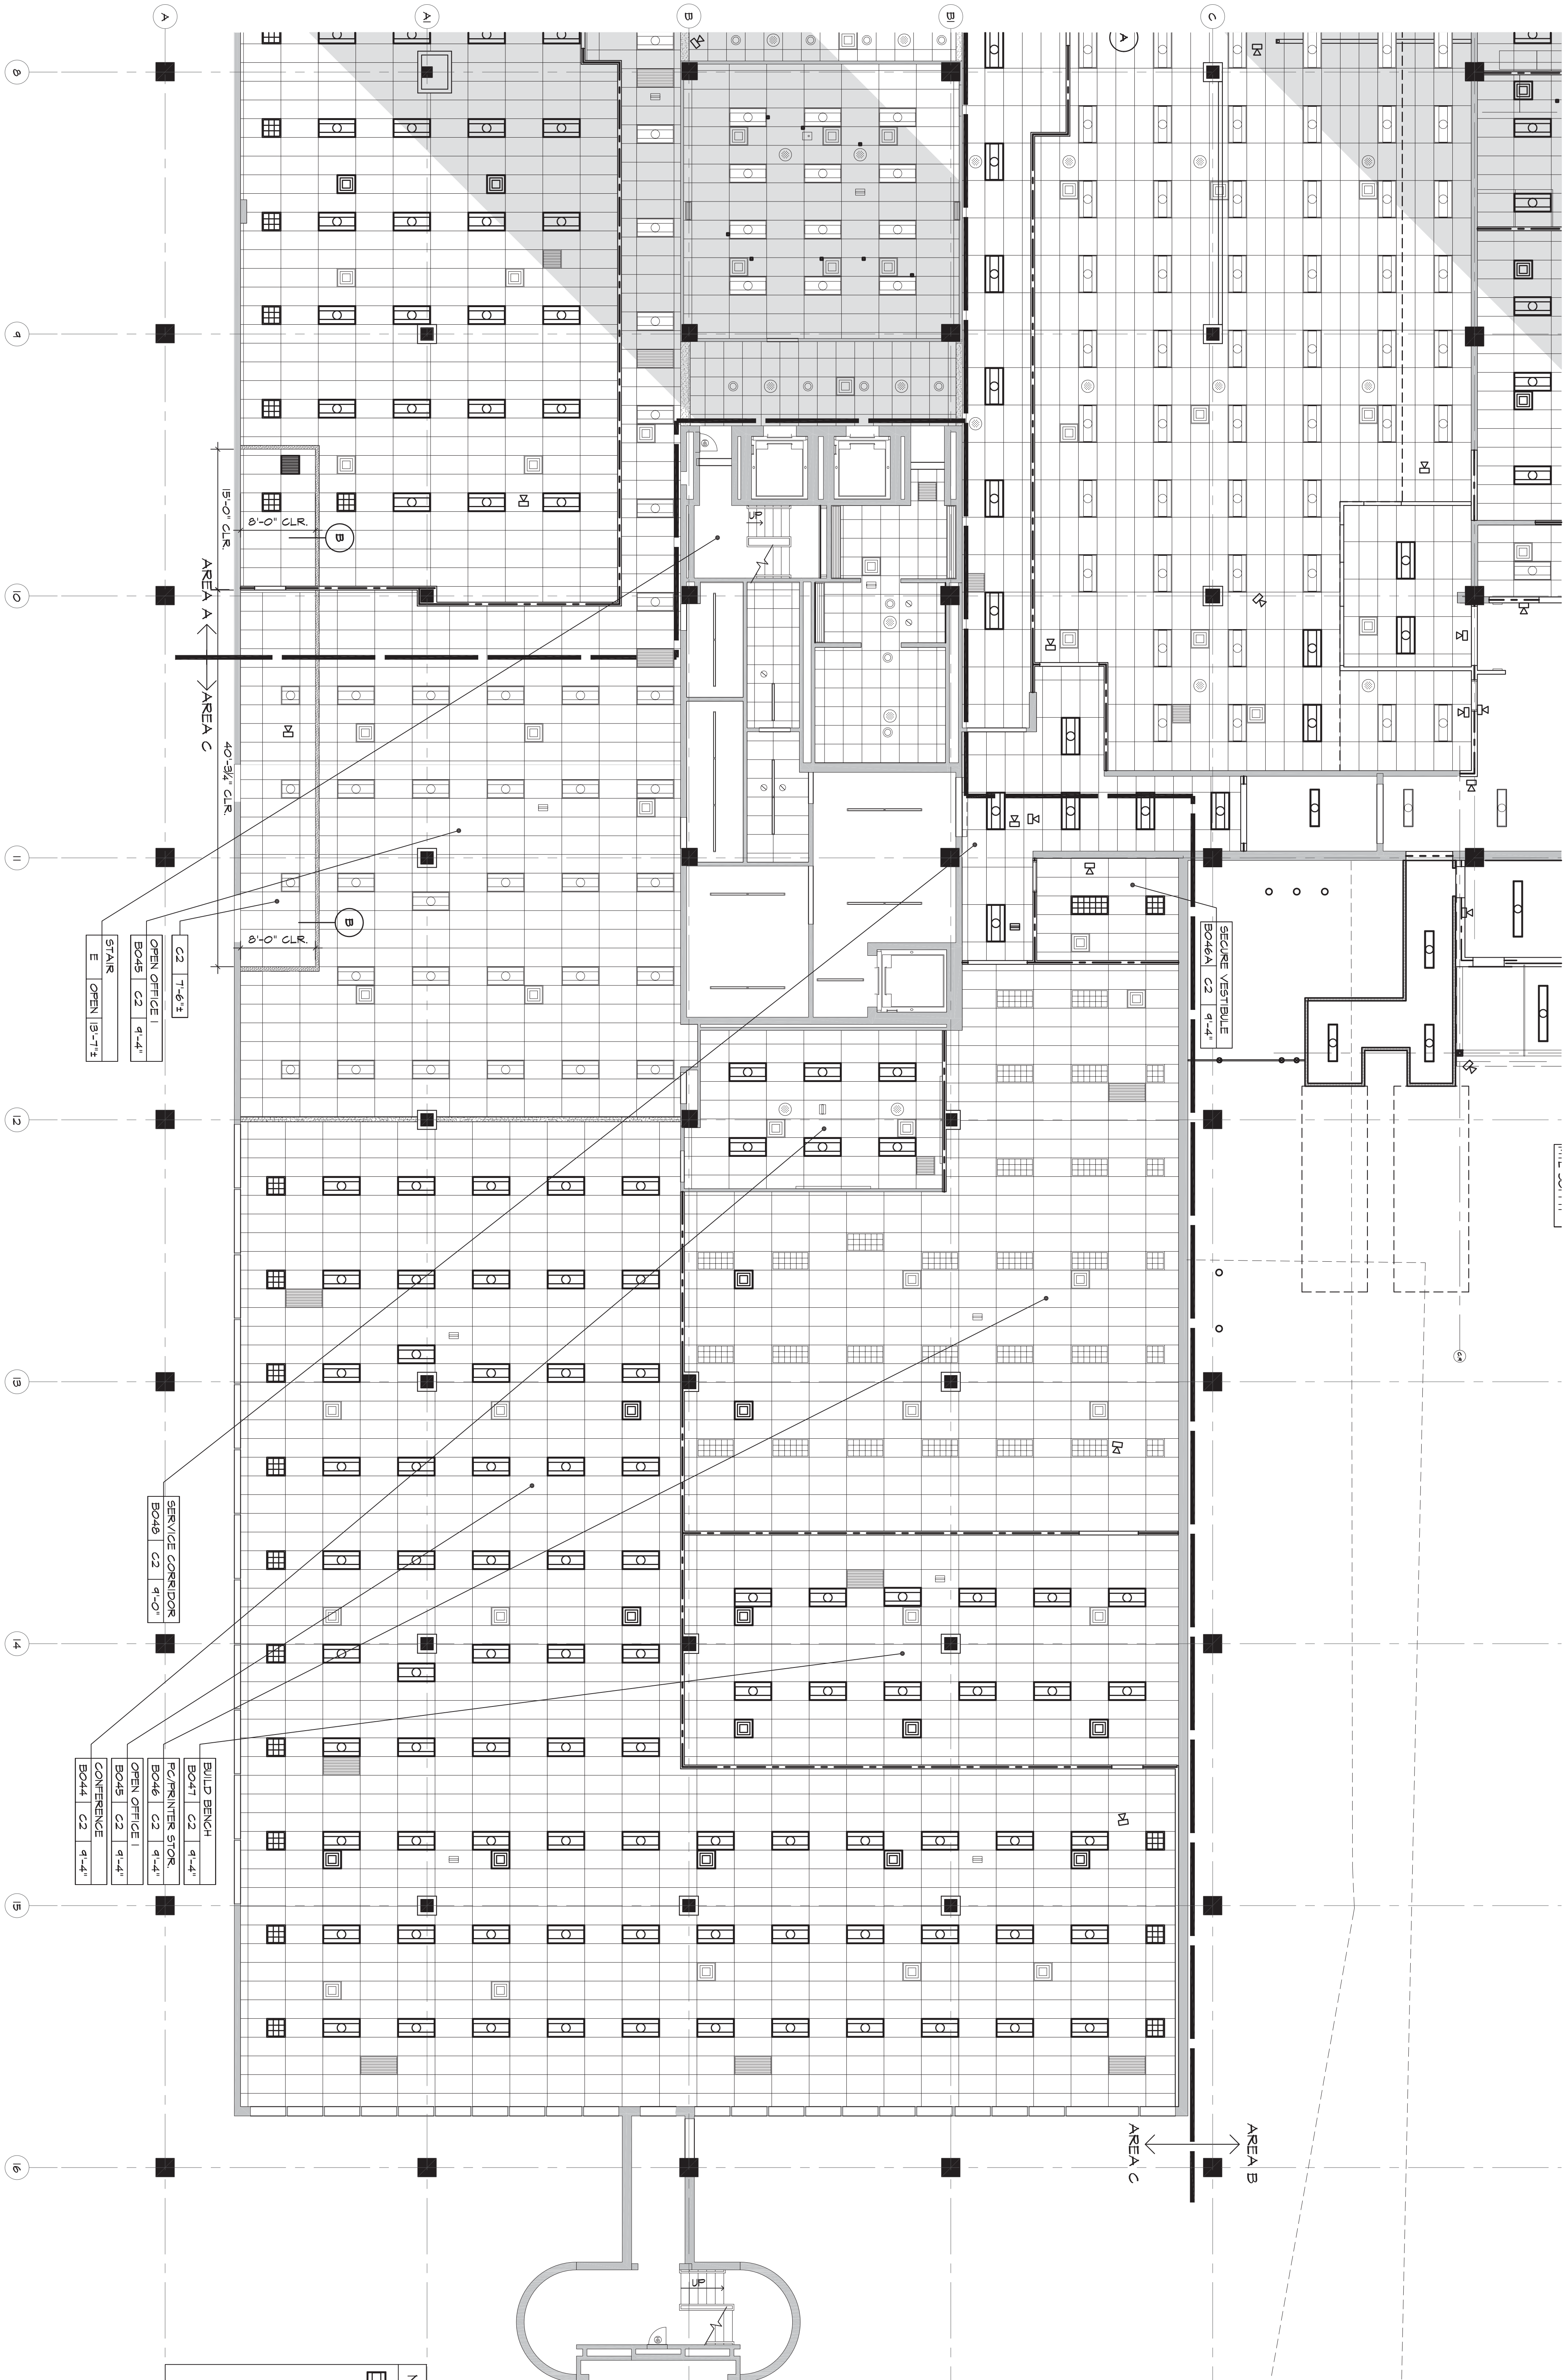 A
A1
B
B1
C
8
9
10
11
12
13
14
15
16
A
UP
15'-0" CLR.
8'-0" CLR.
B
AREA A
AREA C
40'-3/4" CLR.
B
8'-0" CLR.
C2 7'-6"±
OPEN OFFICE 1
B045 C2 9'-4"
STAIR
E OPEN 13'-7"±
SECURE VESTIBULE
B046A C2 9'-4"
SERVICE CORRIDOR
B048 C2 9'-0"
BUILD BENCH
B047 C2 9'-4"
PC/PRINTER STOR.
B046 C2 9'-4"
OPEN OFFICE 1
B045 C2 9'-4"
CONFERENCE
B044 C2 9'-4"
AREA B
AREA C
UP